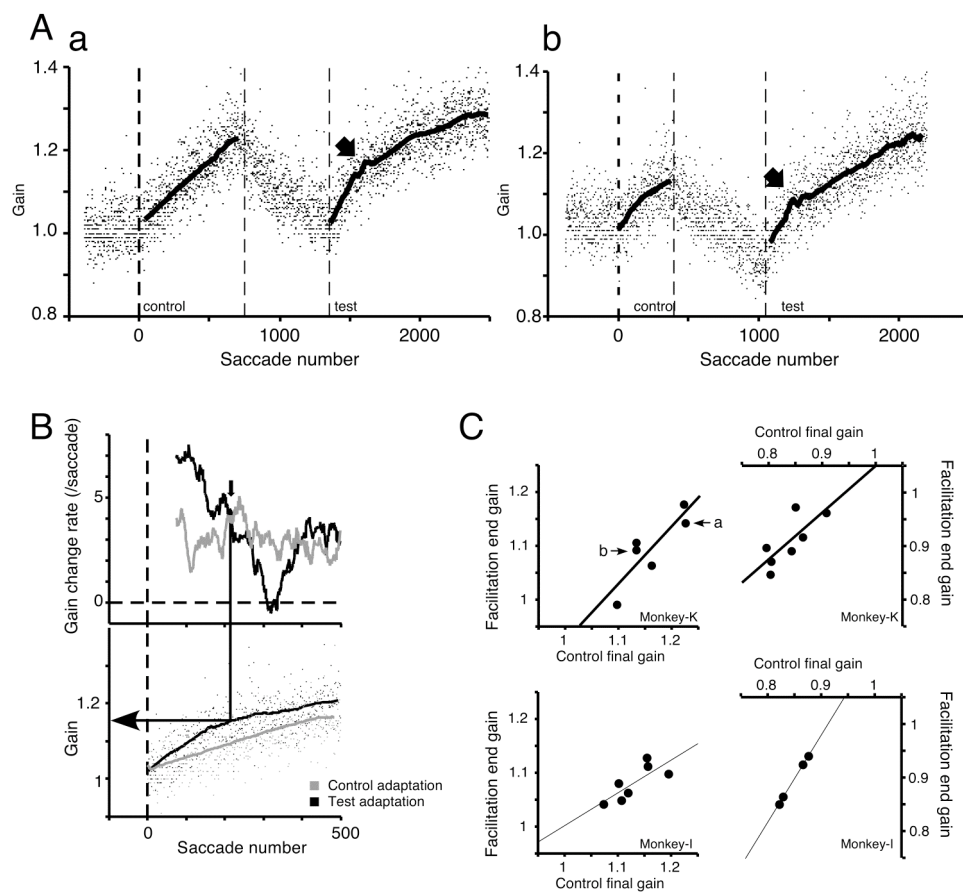 A
a
b
1.4
1.2
1.0
0.8
Gain
control
test
0
1000
2000
Saccade number
1.4
1.2
1.0
0.8
Gain
control
test
0
1000
2000
Saccade number
B
Gain change rate (/saccade)
5
0
Gain
1.2
1
Control adaptation
Test adaptation
0
500
Saccade number
C
Facilitation end gain
1.2
1.1
1
a
b
Monkey-K
1
1.1
1.2
Control final gain
Control final gain
0.8
0.9
1
1
0.9
0.8
Facilitation end gain
Monkey-K
Facilitation end gain
1.2
1.1
1
Monkey-I
1
1.1
1.2
Control final gain
Control final gain
0.8
0.9
1
1
0.9
0.8
Facilitation end gain
Monkey-I